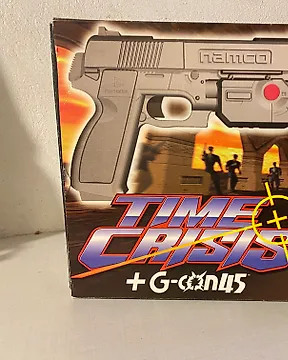 namco
TIME
CRISIS
+ G-CON45